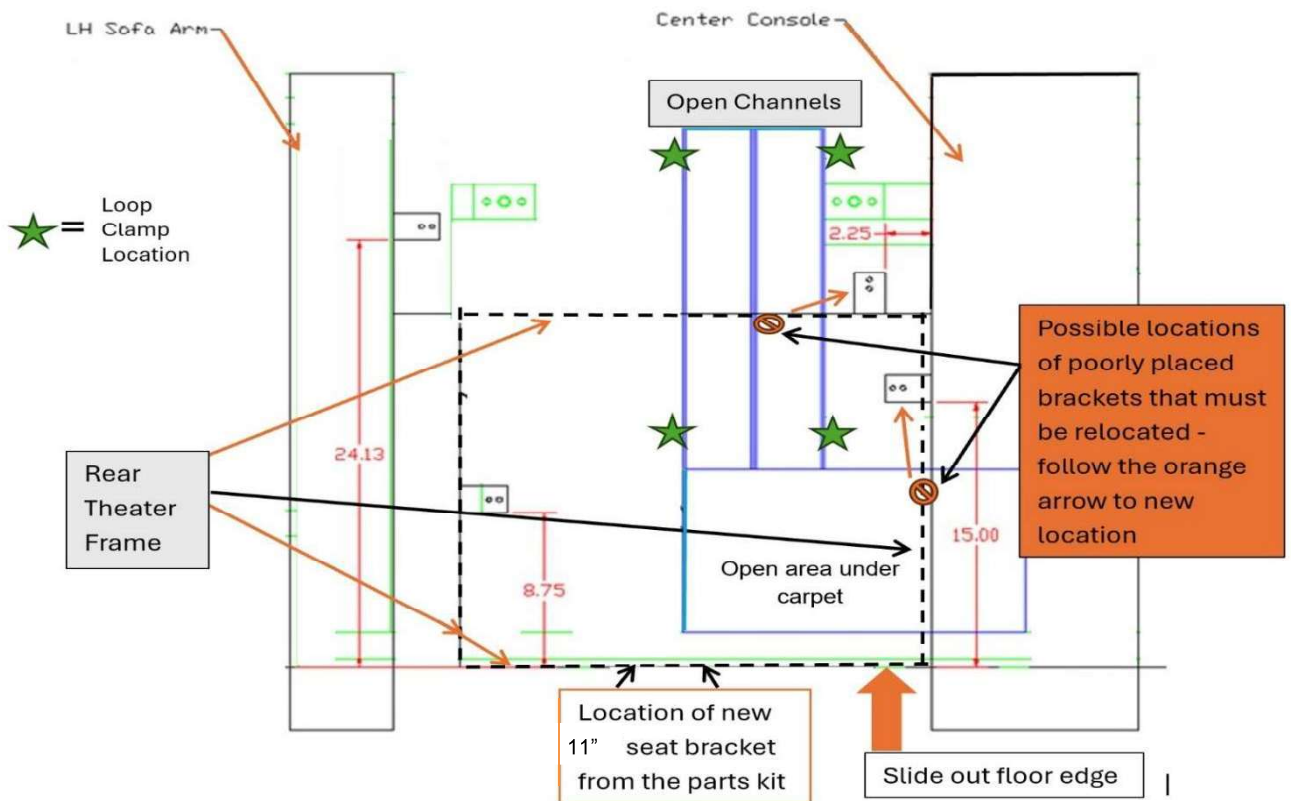 LH Sofa Arm
Center Console
Open Channels
= Loop
Clamp
Location
2.25
Possible locations
of poorly placed
brackets that must
be relocated -
follow the orange
arrow to new
location
24.13
Rear
Theater
Frame
15.00
8.75
Open area under
carpet
Location of new
11” seat bracket
from the parts kit
Slide out floor edge